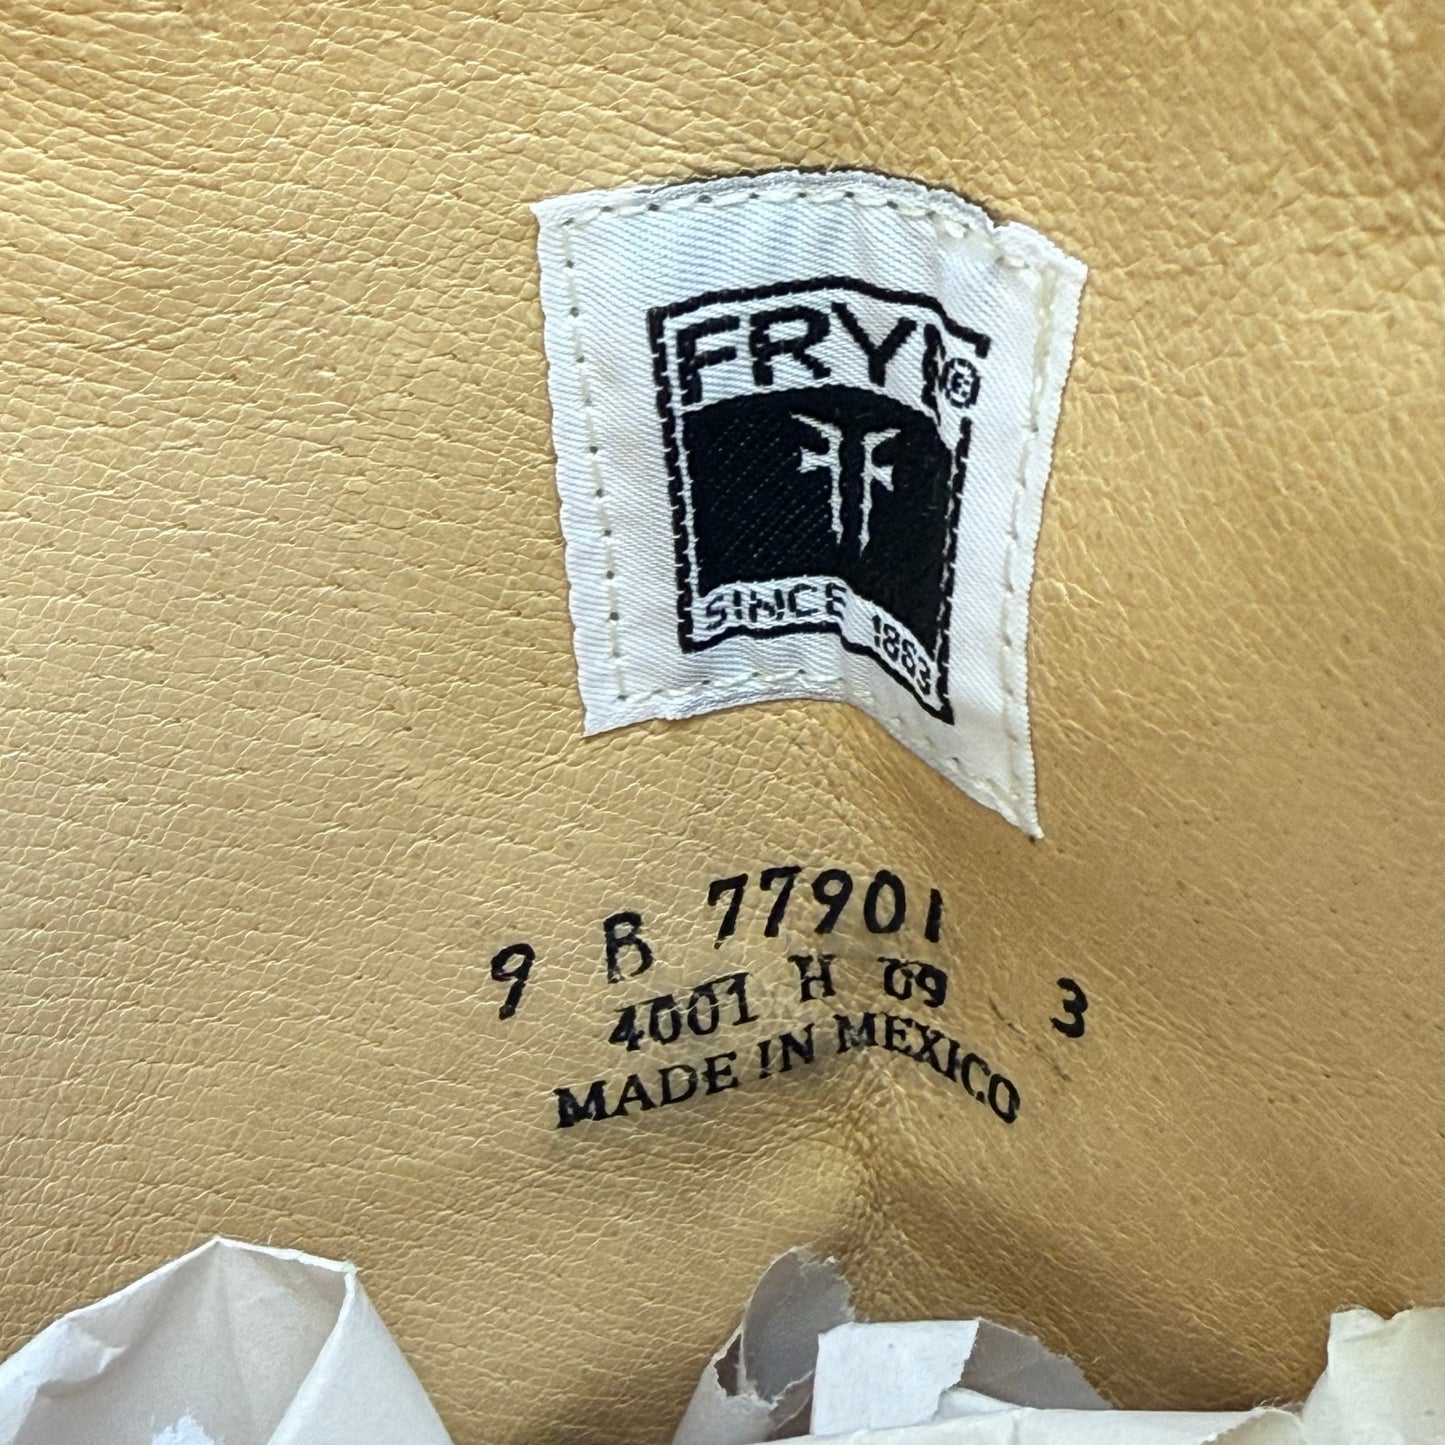 FRYE®
SINCE 1863
9 B 77901
4001 H 09 3
MADE IN MEXICO